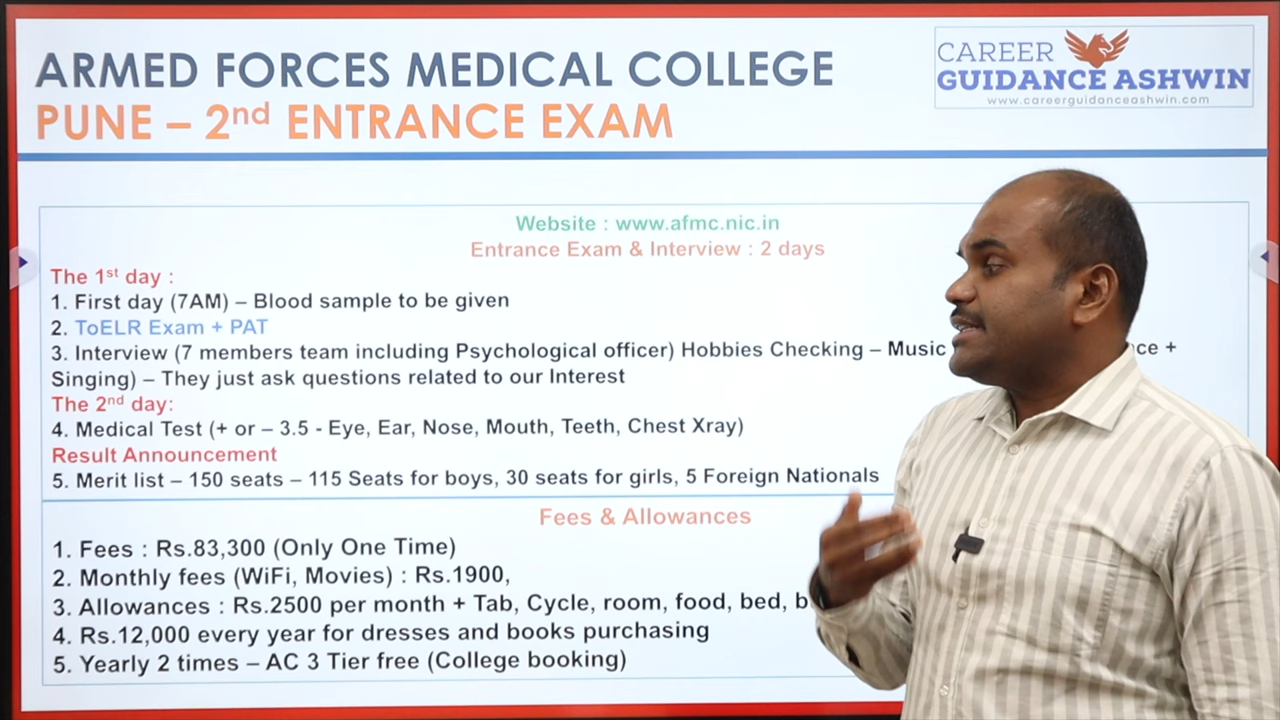 ARMED FORCES MEDICAL COLLEGE
PUNE – 2nd ENTRANCE EXAM
CAREER
GUIDANCE ASHWIN
www.careerguidanceashwin.com
Website : www.afmc.nic.in
Entrance Exam & Interview : 2 days
The 1st day :
1. First day (7AM) – Blood sample to be given
2. ToELR Exam + PAT
3. Interview (7 members team including Psychological officer) Hobbies Checking – Music +
Singing) – They just ask questions related to our Interest
The 2nd day:
4. Medical Test (+ or – 3.5 - Eye, Ear, Nose, Mouth, Teeth, Chest Xray)
Result Announcement
5. Merit list – 150 seats – 115 Seats for boys, 30 seats for girls, 5 Foreign Nationals
Fees & Allowances
1. Fees : Rs.83,300 (Only One Time)
2. Monthly fees (WiFi, Movies) : Rs.1900,
3. Allowances : Rs.2500 per month + Tab, Cycle, room, food, bed,
4. Rs.12,000 every year for dresses and books purchasing
5. Yearly 2 times – AC 3 Tier free (College booking)